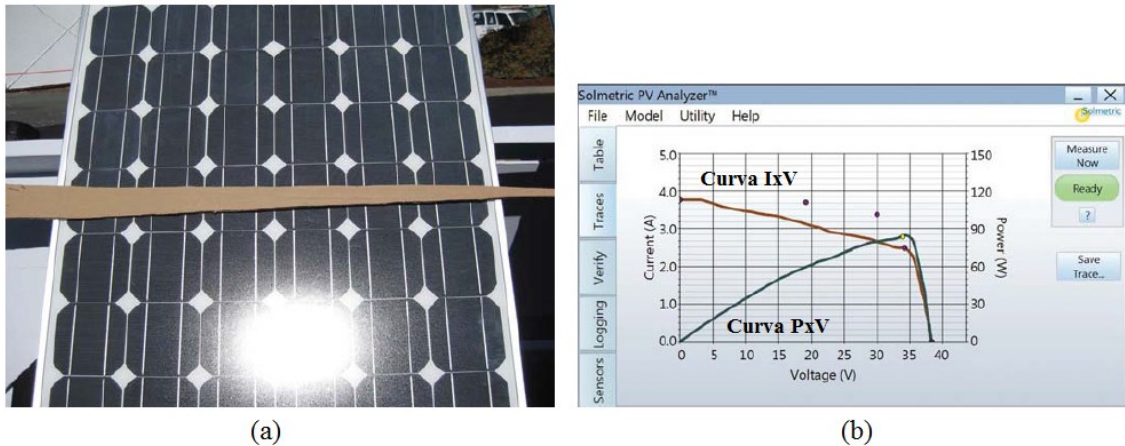 Solmetric PV Analyzer™
File Model Utility Help
Solmetric
Table
Traces
Verify
Logging
Sensors
5.0
4.0
3.0
2.0
1.0
0.0
Current (A)
Curva IxV
Curva PxV
150
120
90
60
30
0
Power (W)
0 5 10 15 20 25 30 35 40 45
Voltage (V)
Measure
Now
Ready
?
Save
Trace...
(a) (b)